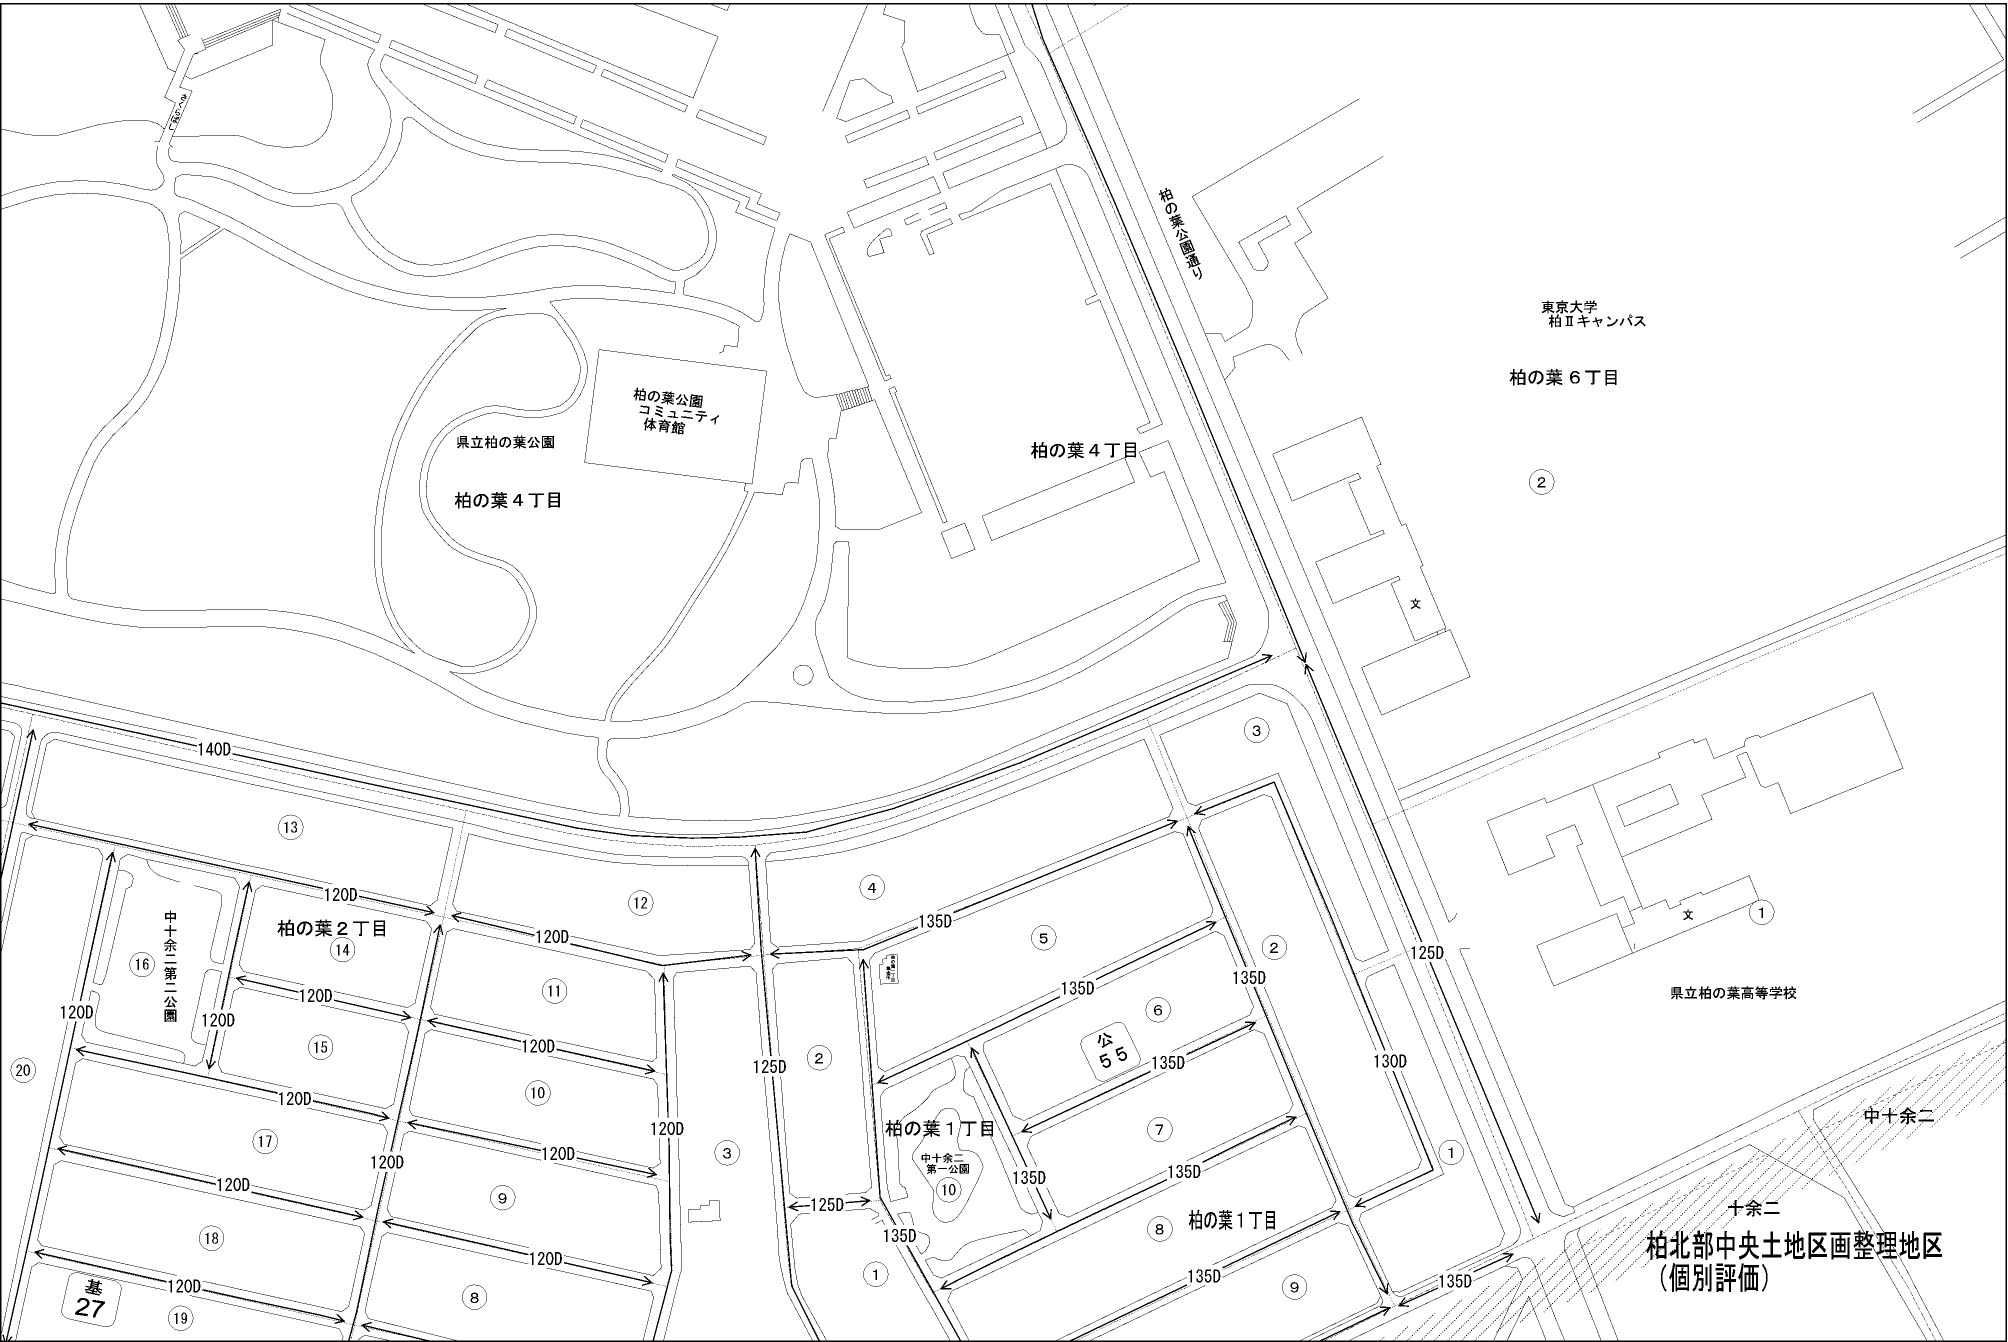 柏の葉公園通り
東京大学
柏Ⅱキャンパス
柏の葉6丁目
柏の葉公園
コミュニティ
体育館
県立柏の葉公園
柏の葉4丁目
柏の葉4丁目
②
文
③
140D
⑬
120D
⑫
④
135D
⑤
②
①
文
125D
県立柏の葉高等学校
柏の葉2丁目
⑭
中十余二第二公園
⑯
120D
⑪
120D
135D
135D
120D
120D
⑥
公
55
⑮
120D
②
125D
135D
130D
⑳
⑩
120D
柏の葉1丁目
⑦
中十余二
⑰
120D
120D
③
中十余二
第一公園
⑩
①
120D
120D
⑨
125D
135D
135D
⑱
135D
柏の葉1丁目
⑧
十余二
120D
柏北部中央土地区画整理地区
(個別評価)
120D
基
27
⑲
⑧
①
135D
⑨
135D